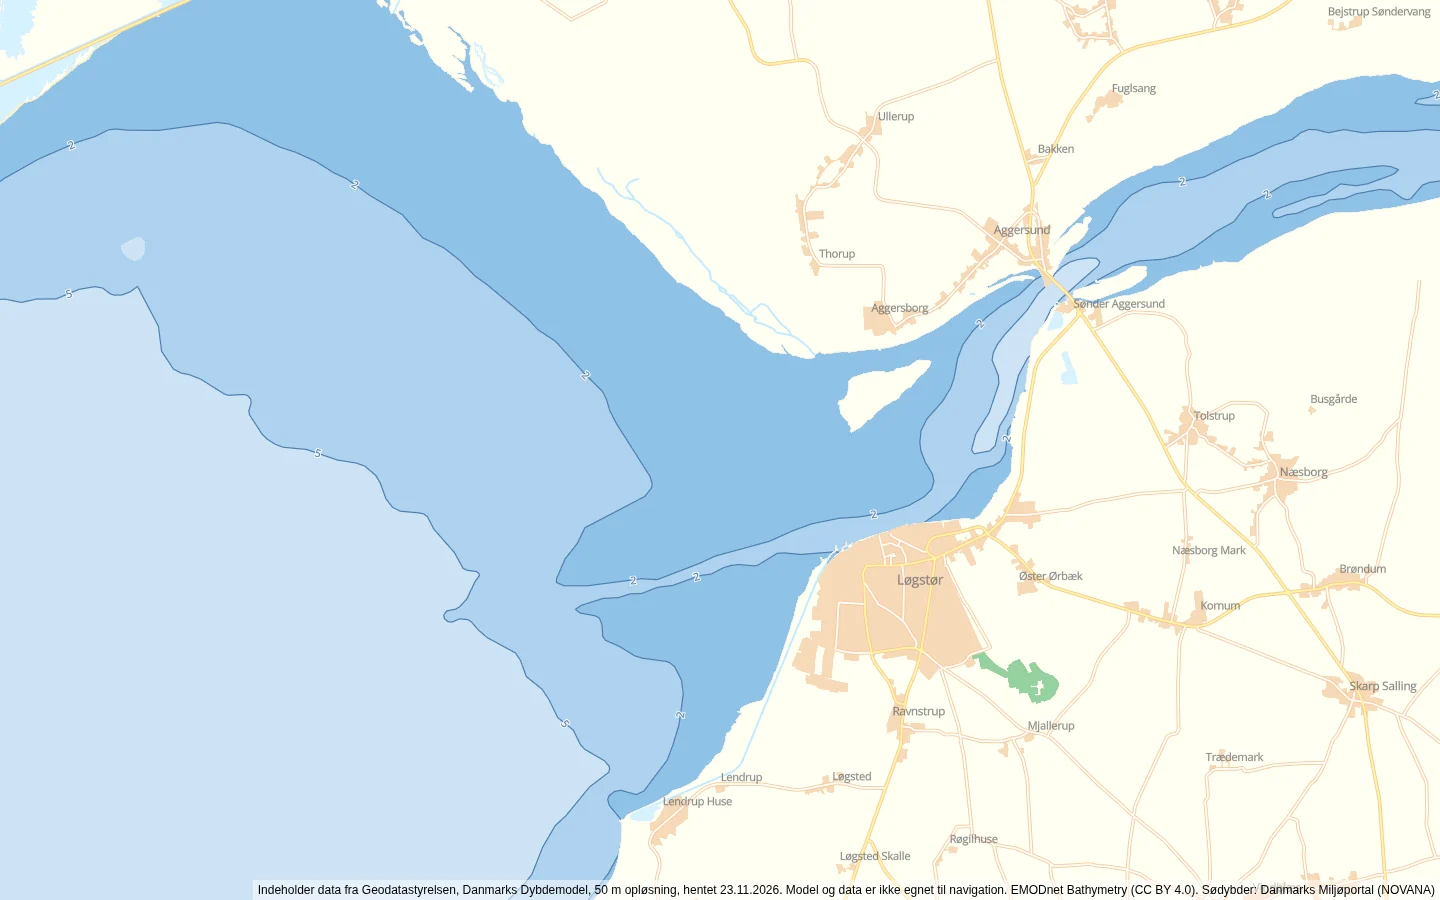 Bejstrup Søndervang
Fuglsang
Ullerup
2
2
Bakken
2
2
2
Aggersund
Thorup
5
Sønder Aggersund
Aggersborg
2
2
Busgårde
Tolstrup
2
5
Næsborg
2
Næsborg Mark
Brøndum
2
2
Løgstør
Øster Ørbæk
Kornum
Skarp Salling
2
Ravnstrup
5
Mjallerup
Trædemark
Lendrup
Løgsted
Lendrup Huse
Røgilhuse
Løgsted Skalle
Indeholder data fra Geodatastyrelsen, Danmarks Dybdemodel, 50 m opløsning, hentet 23.11.2026. Model og data er ikke egnet til navigation. EMODnet Bathymetry (CC BY 4.0). Sødybder: Danmarks Miljøportal (NOVANA)